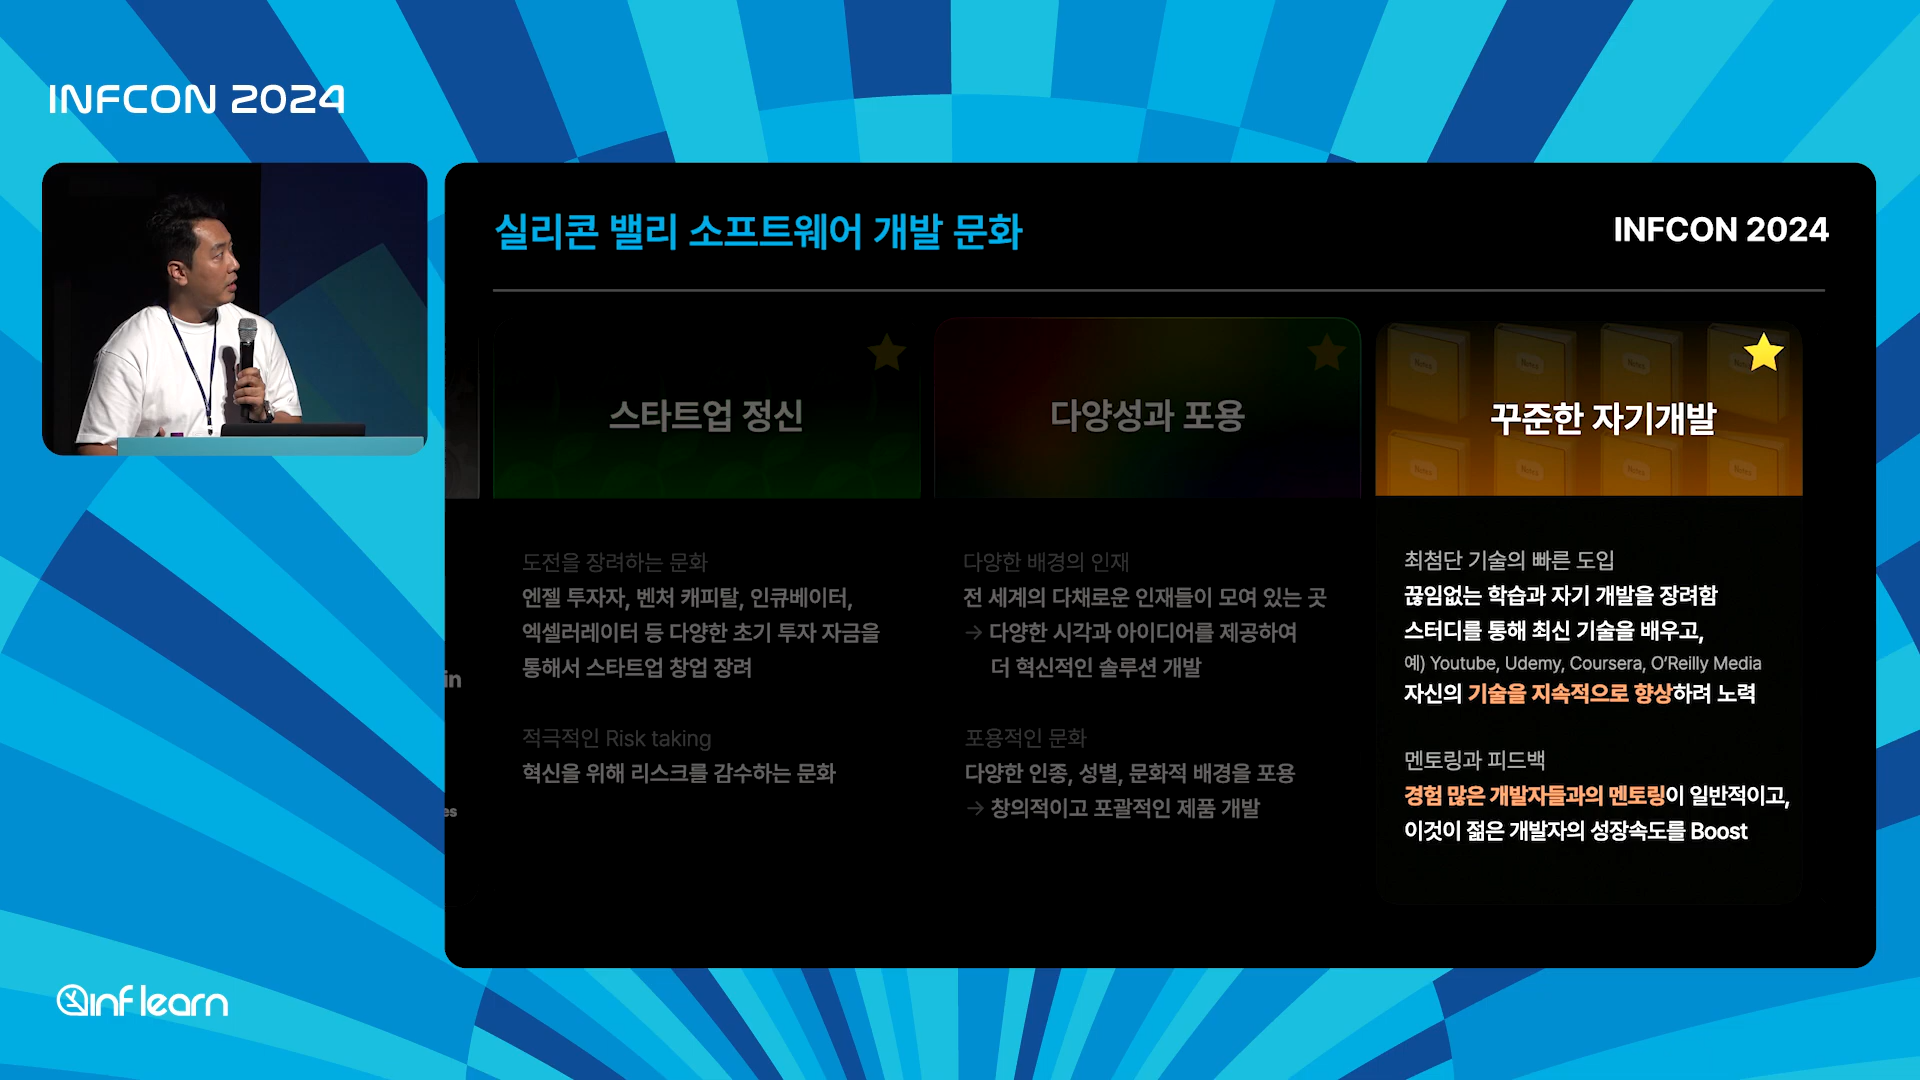 INFCON 2024
실리콘 밸리 소프트웨어 개발 문화
INFCON 2024
스타트업 정신
도전을 장려하는 문화
엔젤 투자자, 벤처 캐피탈, 인큐베이터,
엑셀러레이터 등 다양한 초기 투자 자금을
통해서 스타트업 창업 장려
적극적인 Risk taking
혁신을 위해 리스크를 감수하는 문화
다양성과 포용
다양한 배경의 인재
전 세계의 다채로운 인재들이 모여 있는 곳
→ 다양한 시각과 아이디어를 제공하여
더 혁신적인 솔루션 개발
포용적인 문화
다양한 인종, 성별, 문화적 배경을 포용
→ 창의적이고 포괄적인 제품 개발
꾸준한 자기개발
최첨단 기술의 빠른 도입
끊임없는 학습과 자기 개발을 장려함
스터디를 통해 최신 기술을 배우고,
예) Youtube, Udemy, Coursera, O’Reilly Media
자신의 기술을 지속적으로 향상하려 노력
멘토링과 피드백
경험 많은 개발자들과의 멘토링이 일반적이고,
이것이 젊은 개발자의 성장속도를 Boost
in
es
Notes
Notes
Notes
Notes
Notes
Notes
Notes
Notes
inflearn